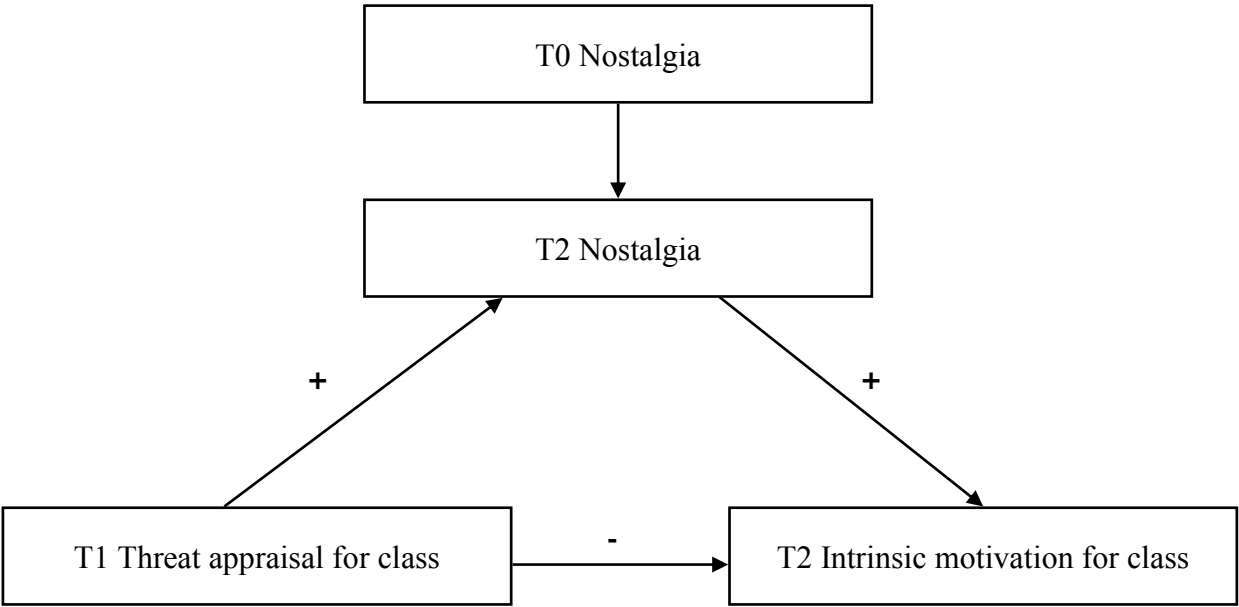 T0 Nostalgia
T2 Nostalgia
+
+
T1 Threat appraisal for class
-
T2 Intrinsic motivation for class